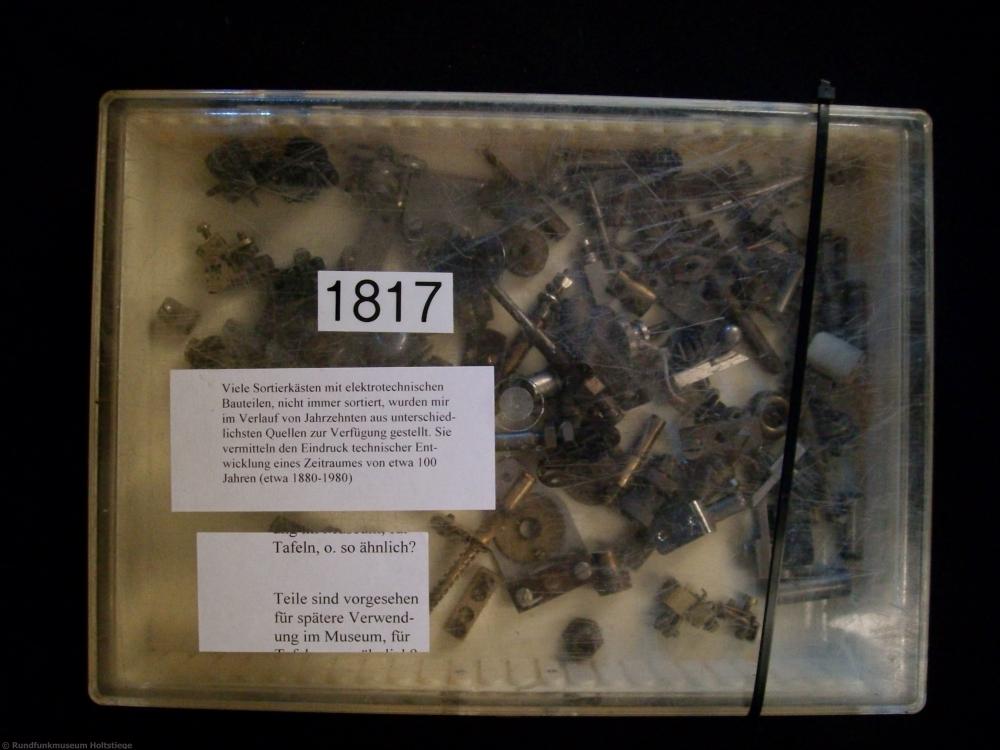 1817
Viele Sortierkästen mit elektrotechnischen
Bauteilen, nicht immer sortiert, wurden mir
im Verlauf von Jahrzehnten aus unterschied-
lichsten Quellen zur Verfügung gestellt. Sie
vermitteln den Eindruck technischer Ent-
wicklung eines Zeitraumes von etwa 100
Jahren (etwa 1880-1980)
Tafeln, o. so ähnlich?
Teile sind vorgesehen
für spätere Verwend-
ung im Museum, für
© Rundfunkmuseum Holtstiege